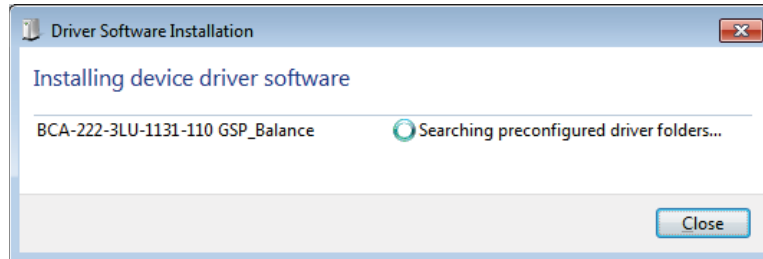 Driver Software Installation
Installing device driver software
BCA-222-3LU-1131-110 GSP_Balance Searching preconfigured driver folders...
Close